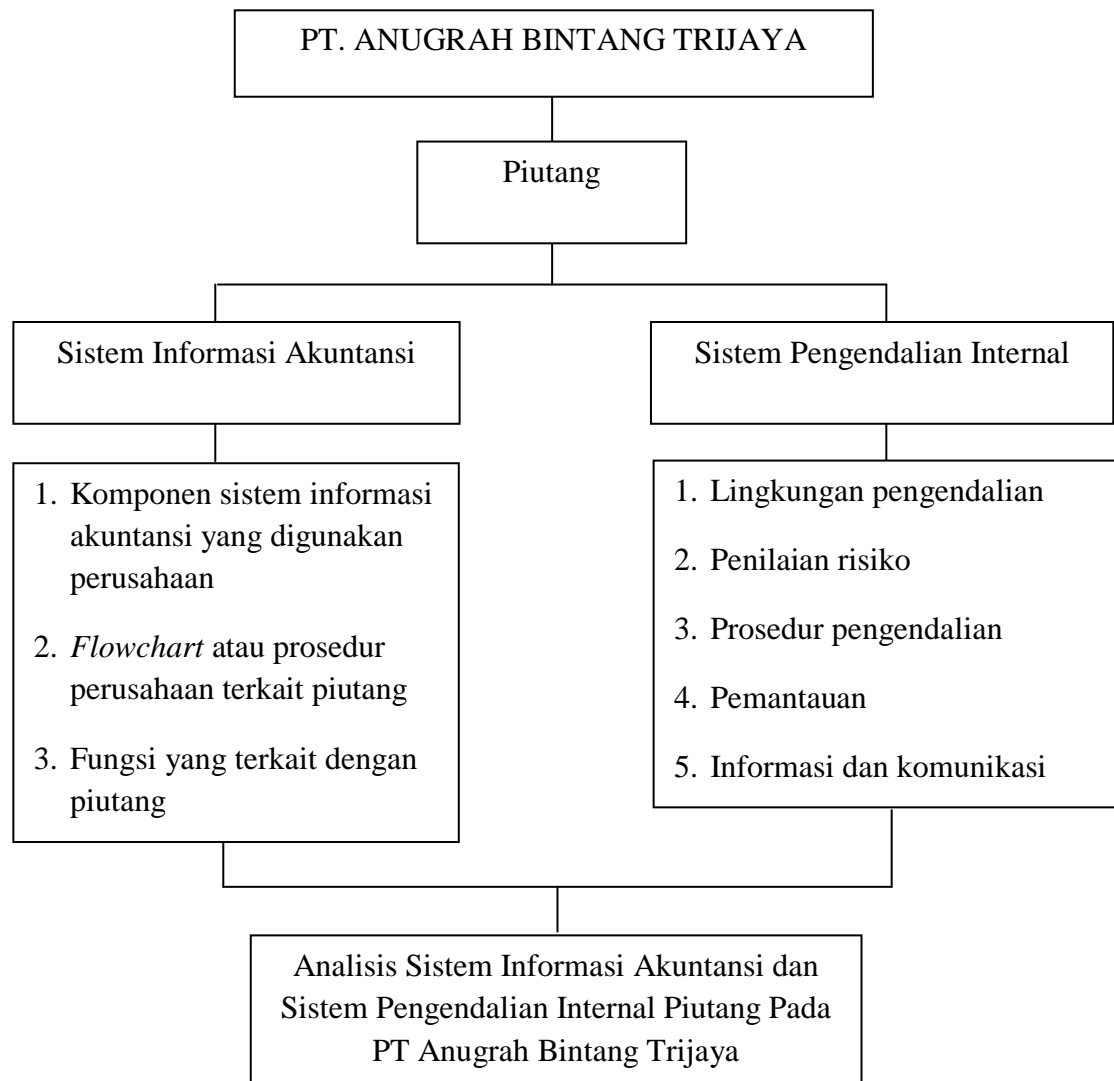 PT. ANUGRAH BINTANG TRIJAYA
Piutang
Sistem Informasi Akuntansi
Sistem Pengendalian Internal
1. Komponen sistem informasi
akuntansi yang digunakan
perusahaan
2. Flowchart atau prosedur
perusahaan terkait piutang
3. Fungsi yang terkait dengan
piutang
1. Lingkungan pengendalian
2. Penilaian risiko
3. Prosedur pengendalian
4. Pemantauan
5. Informasi dan komunikasi
Analisis Sistem Informasi Akuntansi dan
Sistem Pengendalian Internal Piutang Pada
PT Anugrah Bintang Trijaya